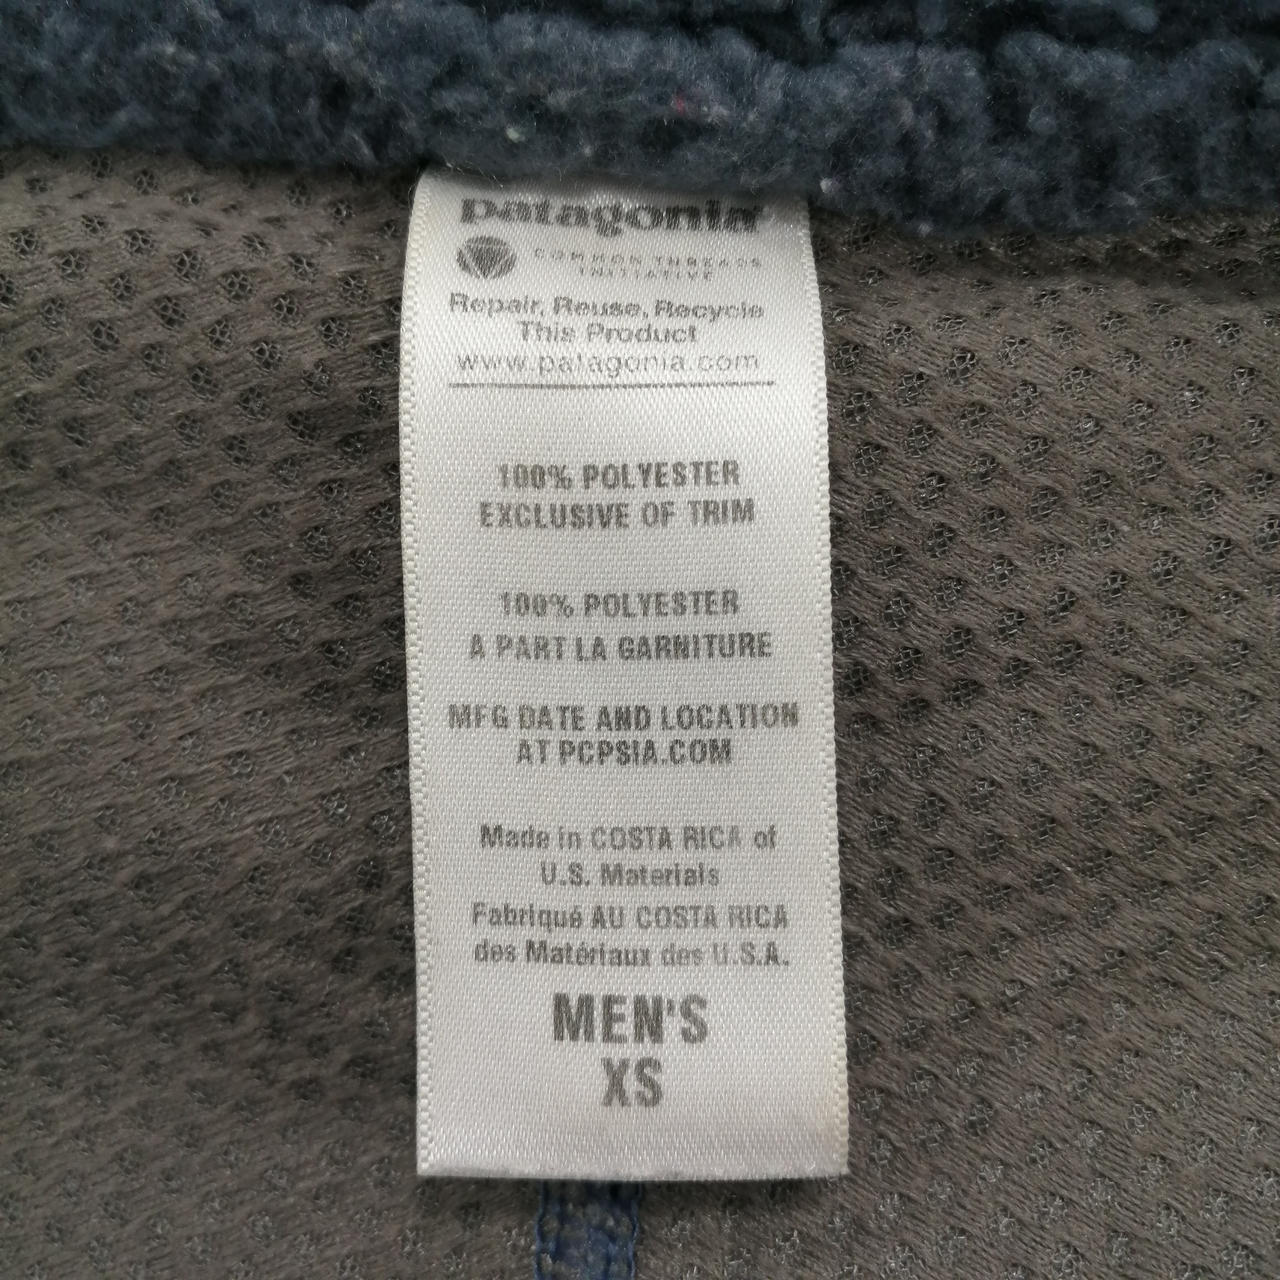 patagonia
COMMON THREADS
INITIATIVE
Repair, Reuse, Recycle
This Product
www.patagonia.com
100% POLYESTER
EXCLUSIVE OF TRIM
100% POLYESTER
A PART LA GARNITURE
MFG DATE AND LOCATION
AT PCPSIA.COM
Made in COSTA RICA of
U.S. Materials
Fabriqué AU COSTA RICA
des Matériaux des U.S.A.
MEN'S
XS